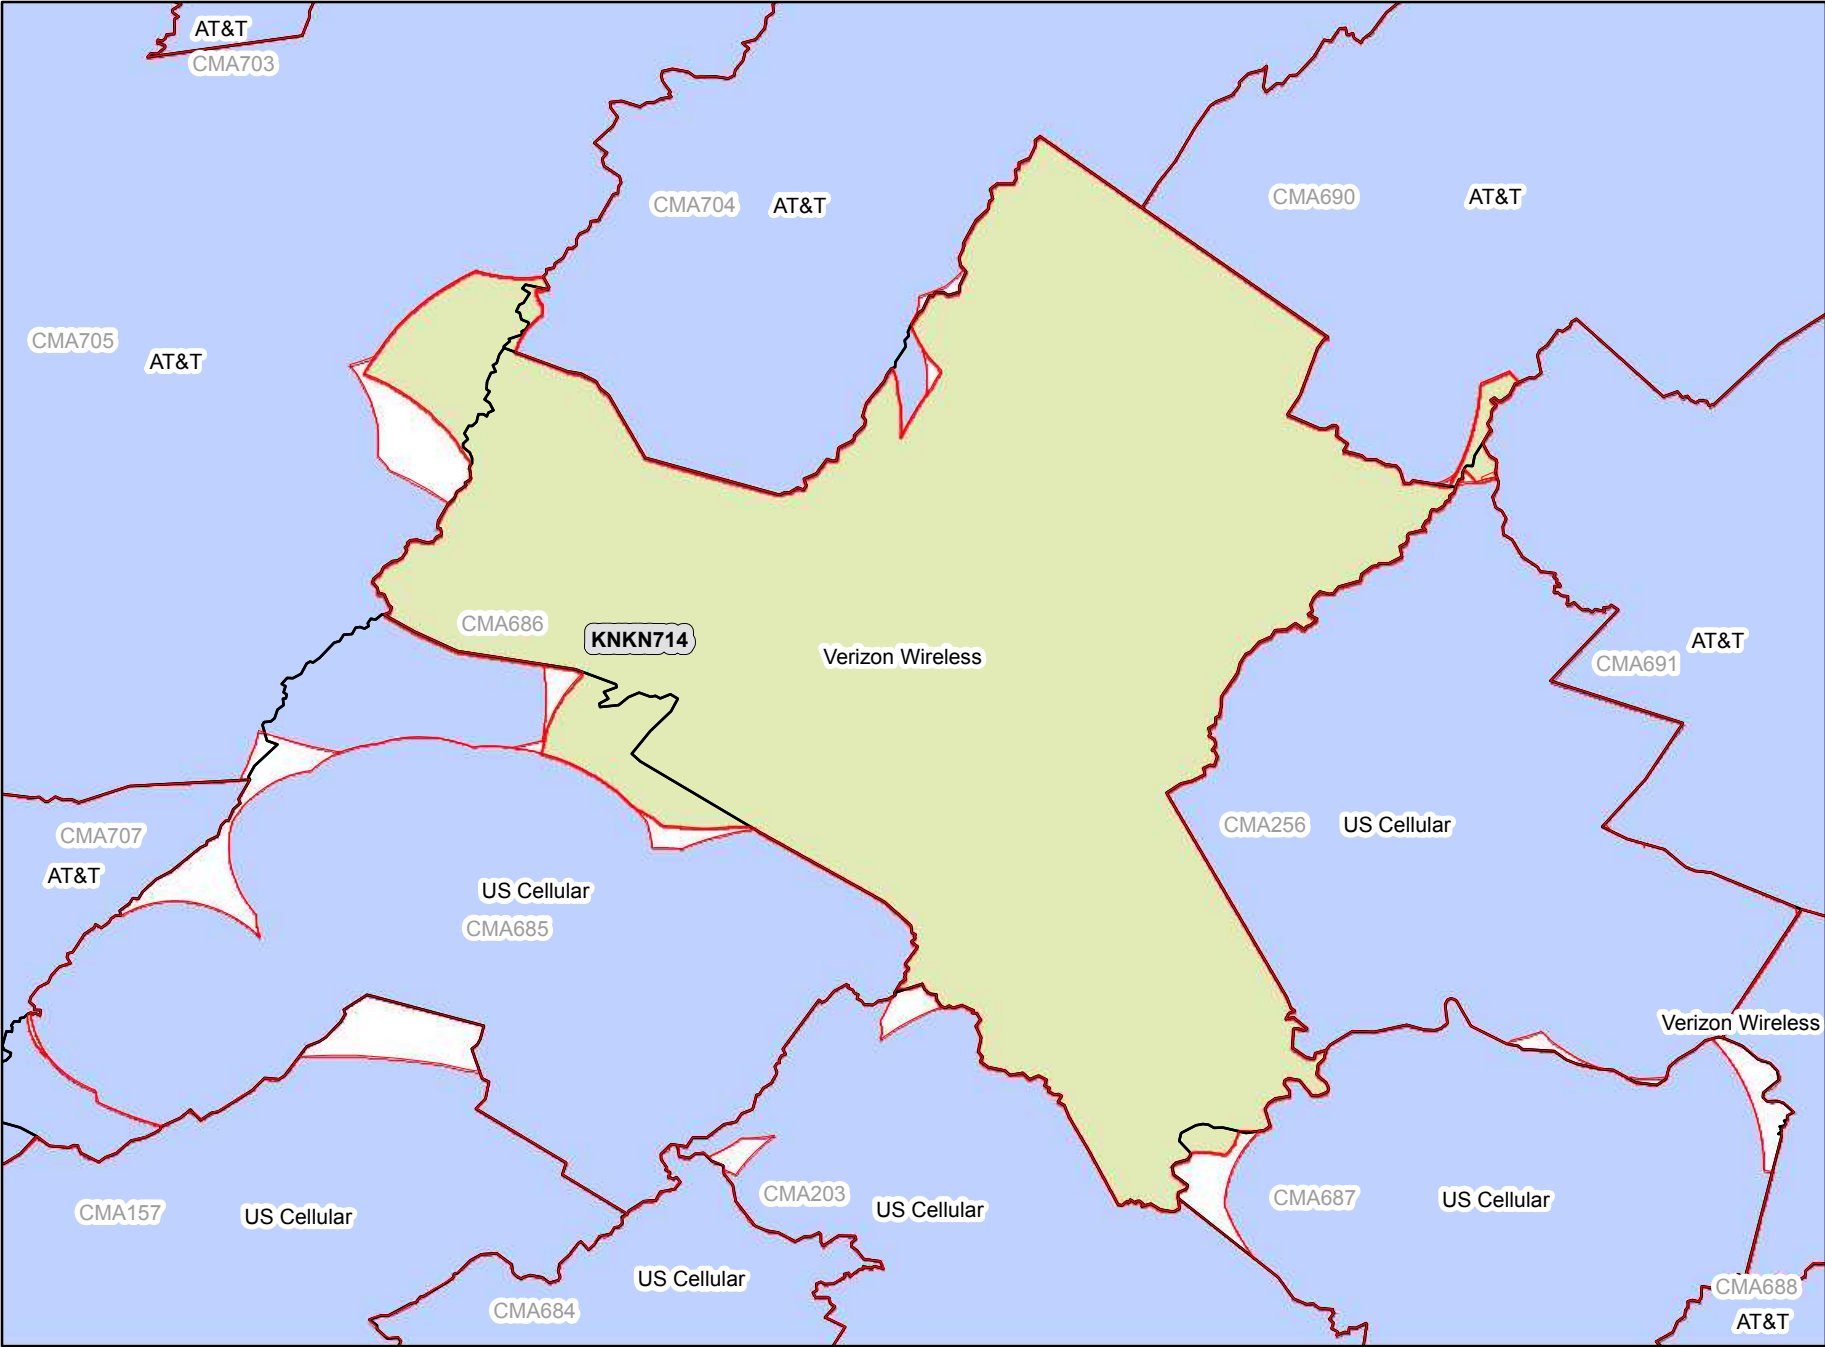 AT&T
CMA703
CMA704 AT&T
CMA690 AT&T
CMA705
AT&T
CMA686
KNKN714
Verizon Wireless
AT&T
CMA691
CMA707
AT&T
CMA256 US Cellular
US Cellular
CMA685
Verizon Wireless
CMA157 US Cellular
CMA203 US Cellular
CMA687 US Cellular
US Cellular
CMA684
CMA688
AT&T